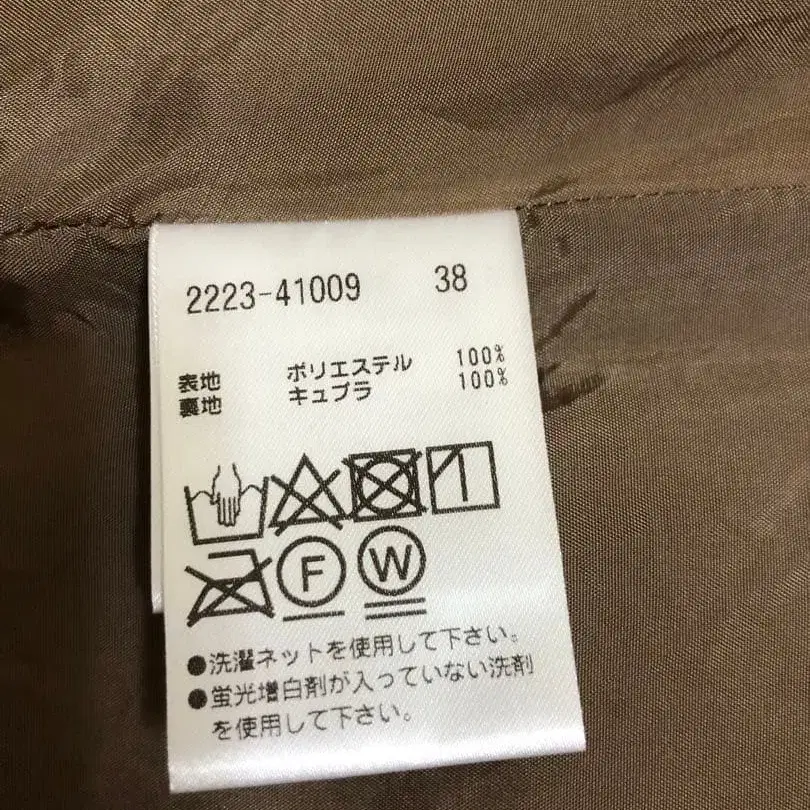 2223-41009 38
表地 ポリエステル 100%
裏地 キュプラ 100%
F W
●洗濯ネットを使用して下さい。
●蛍光増白剤が入っていない洗剤
を使用して下さい。